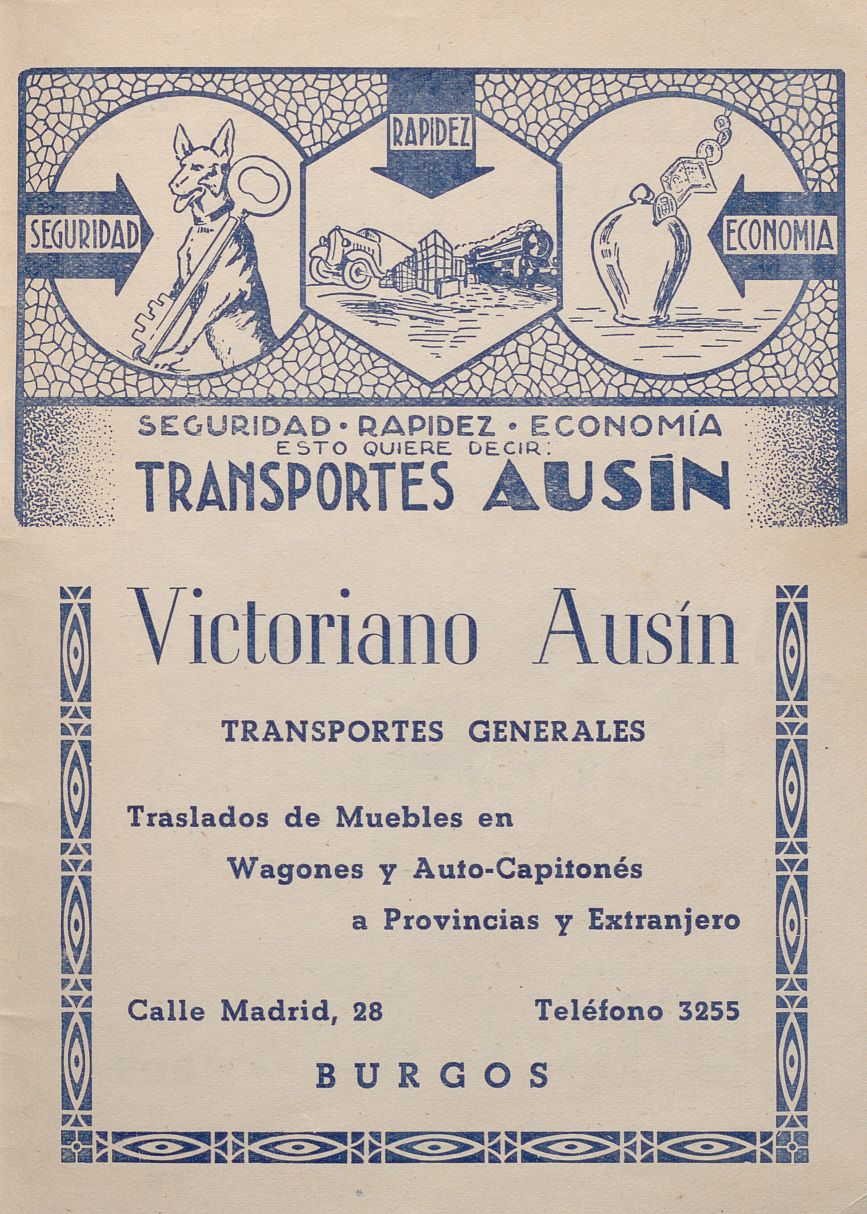 RAPIDEZ
SEGURIDAD
ECONOMIA
SEGURIDAD · RAPIDEZ · ECONOMÍA
ESTO QUIERE DECIR:
TRANSPORTES AUSÍN
Victoriano Ausín
TRANSPORTES GENERALES
Traslados de Muebles en
Wagones y Auto-Capitonés
a Provincias y Extranjero
Calle Madrid, 28 Teléfono 3255
BURGOS